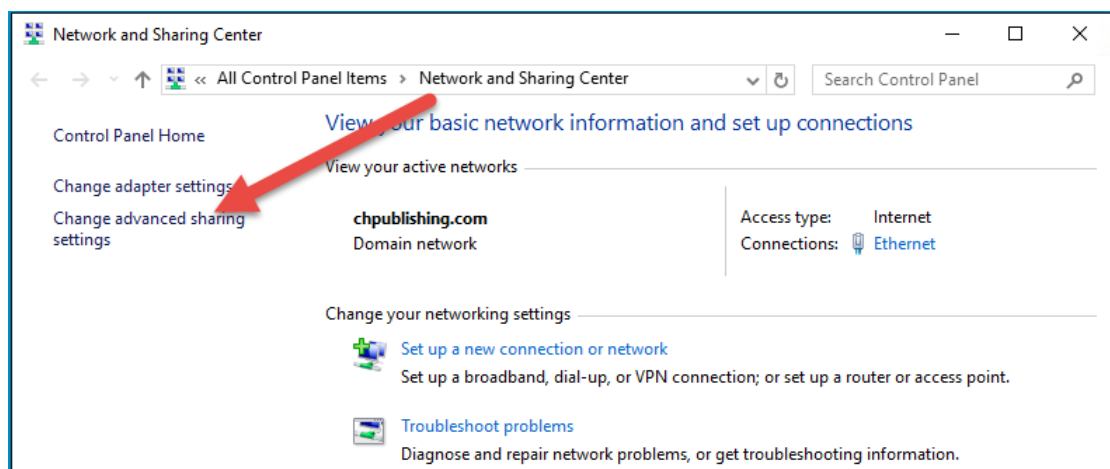 Network and Sharing Center
« All Control Panel Items > Network and Sharing Center
Search Control Panel
Control Panel Home
Change adapter settings
Change advanced sharing
settings
View your basic network information and set up connections
View your active networks
chpublishing.com
Domain network
Access type: Internet
Connections: Ethernet
Change your networking settings
Set up a new connection or network
Set up a broadband, dial-up, or VPN connection; or set up a router or access point.
Troubleshoot problems
Diagnose and repair network problems, or get troubleshooting information.